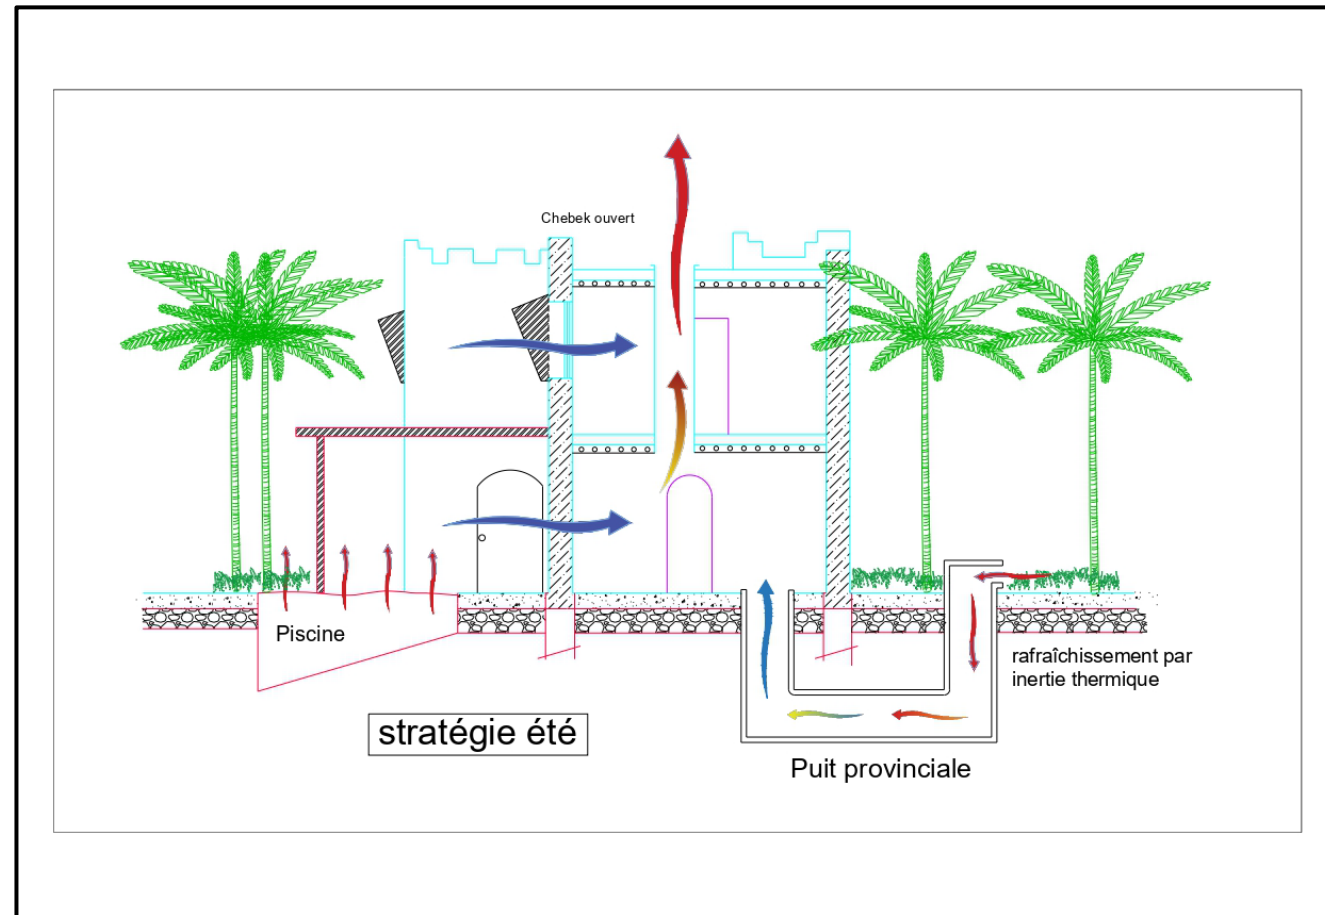 Chebek ouvert
Piscine
rafraîchissement par
inertie thermique
stratégie été
Puit provinciale